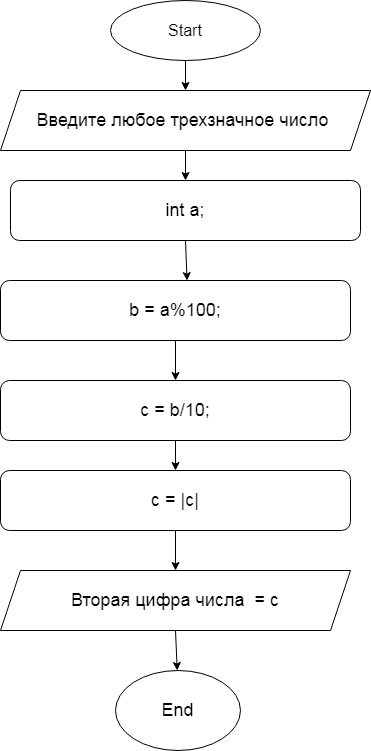 Start
Введите любое трехзначное число
int a;
b = a%100;
c = b/10;
c = |c|
Вторая цифра числа  = c
End